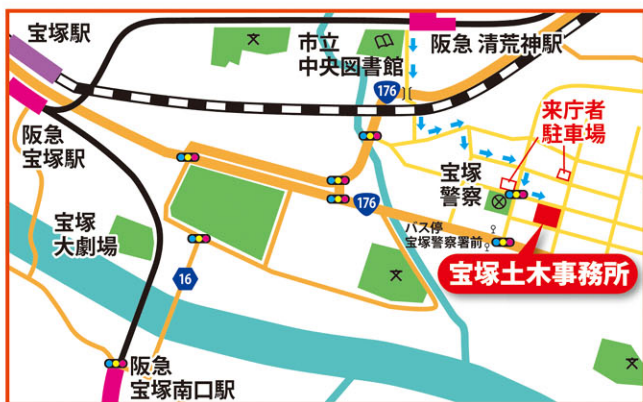 宝塚駅
市立
中央図書館
阪急 清荒神駅
176
阪急
宝塚駅
来庁者
駐車場
宝塚
警察
宝塚
大劇場
176
バス停
宝塚警察署前
16
宝塚土木事務所
阪急
宝塚南口駅